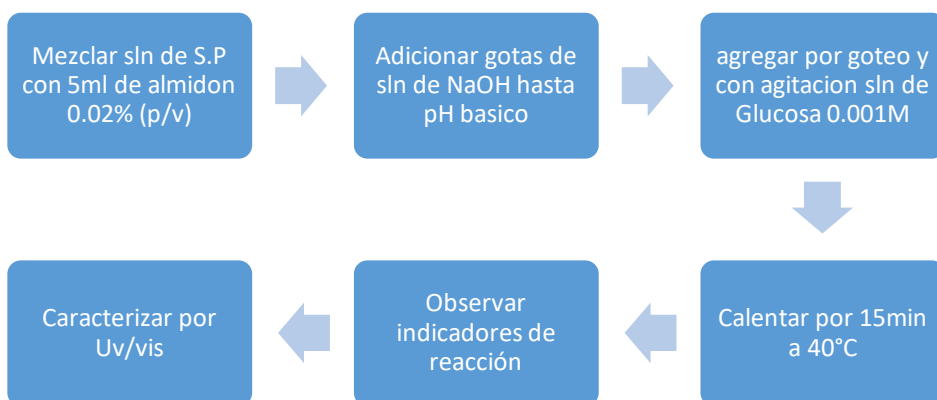 Mezclar sln de S.P
con 5ml de almidon
0.02% (p/v)
Adicionar gotas de
sln de NaOH hasta
pH basico
agregar por goteo y
con agitacion sln de
Glucosa 0.001M
Calentar por 15min
a 40°C
Observar
indicadores de
reacción
Caracterizar por
Uv/vis